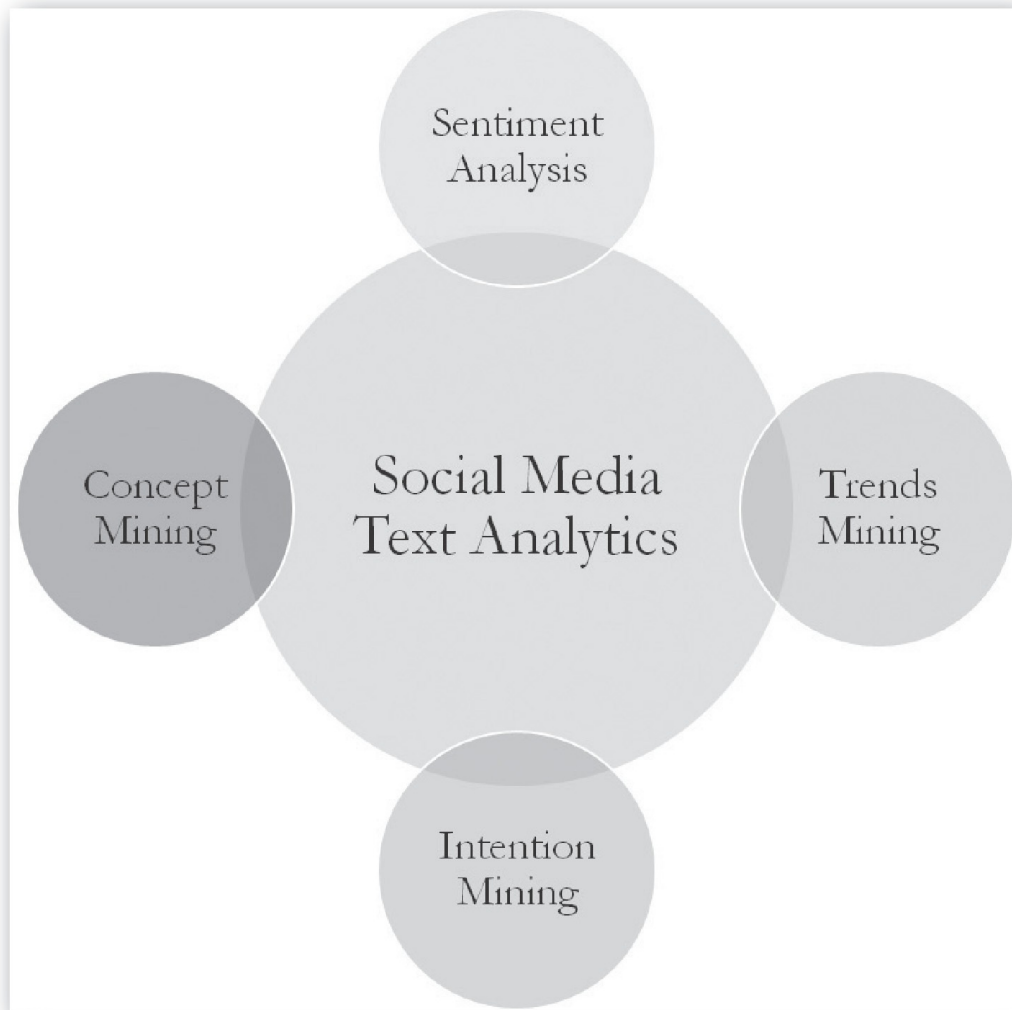 Sentiment
Analysis
Concept
Mining
Social Media
Text Analytics
Trends
Mining
Intention
Mining